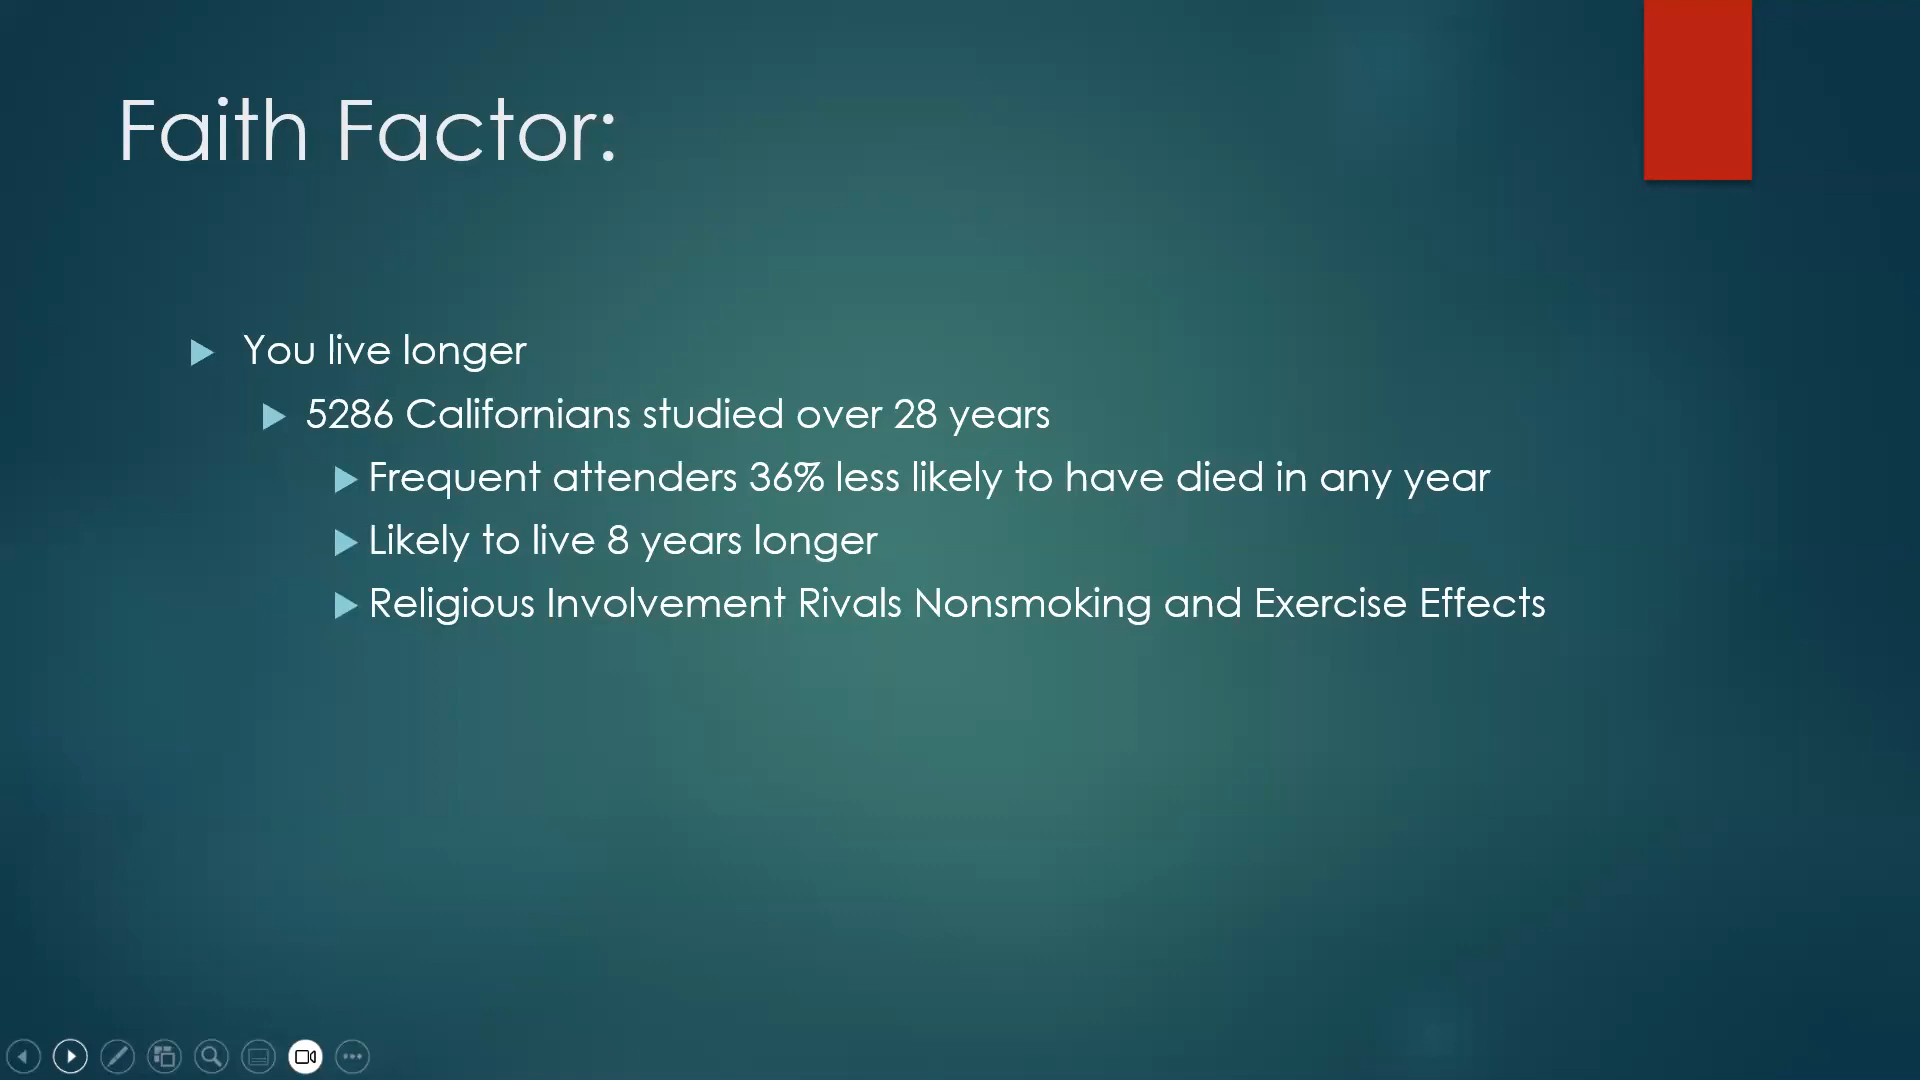 Faith Factor:
You live longer
5286 Californians studied over 28 years
Frequent attenders 36% less likely to have died in any year
Likely to live 8 years longer
Religious Involvement Rivals Nonsmoking and Exercise Effects